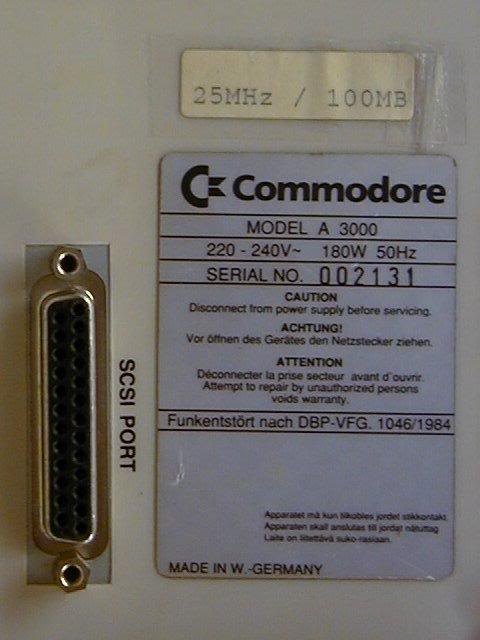 25MHz / 100MB
Commodore
MODEL A 3000
220 - 240V~ 180W 50Hz
SERIAL NO. 002131
CAUTION
Disconnect from power supply before servicing.
ACHTUNG!
Vor öffnen des Gerätes den Netzstecker ziehen.
ATTENTION
Déconnecter la prise secteur avant d'ouvrir.
Attempt to repair by unauthorized persons
voids warranty.
Funkentstört nach DBP-VFG. 1046/1984
Apparatet må kun tilkobles jordet stikkontakt.
Apparaten skall anslutas till jordat nätuttag
Laite on liitettävä suko-rasiaan.
MADE IN W.-GERMANY
SCSI PORT